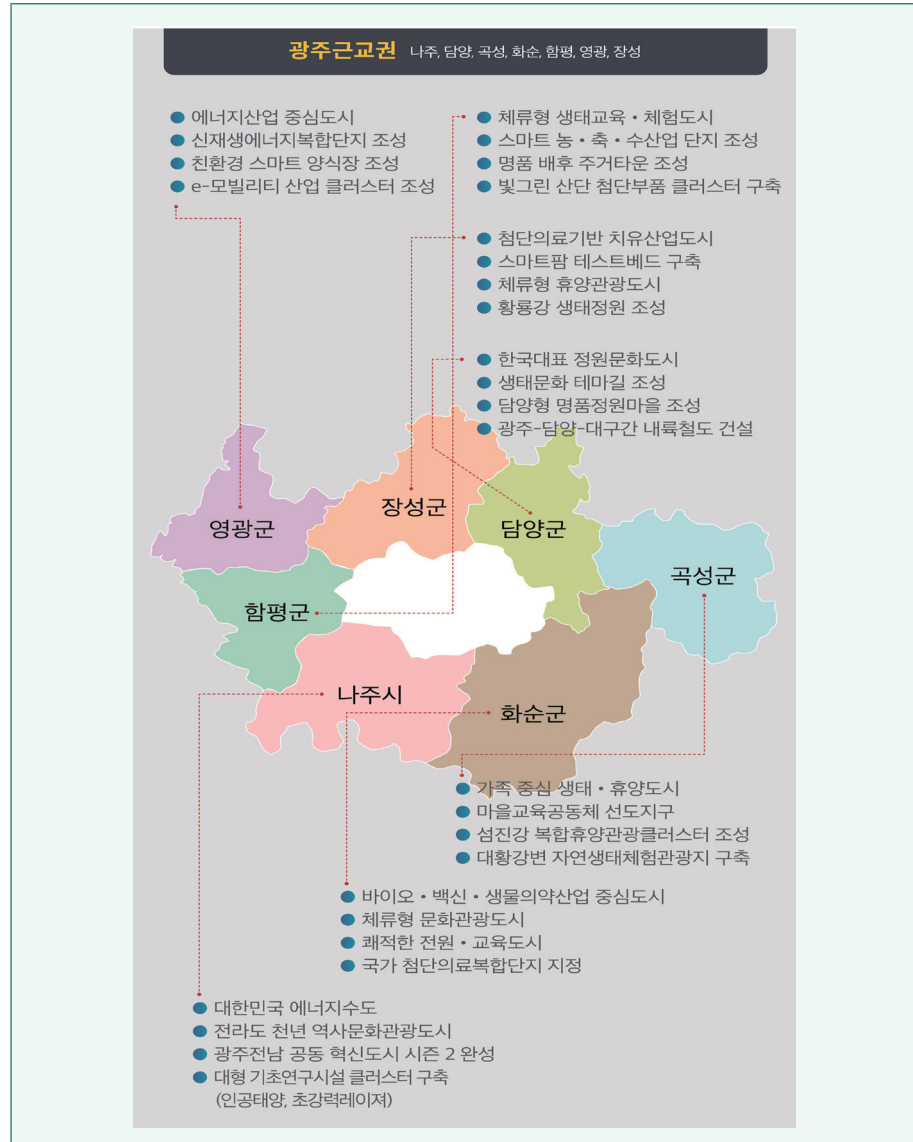 광주근교권 나주, 담양, 곡성, 화순, 함평, 영광, 장성
에너지산업 중심도시
신재생에너지복합단지 조성
친환경 스마트 양식장 조성
e-모빌리티 산업 클러스터 조성
체류형 생태교육・체험도시
스마트 농・축・수산업 단지 조성
명품 배후 주거타운 조성
빛그린 산단 첨단부품 클러스터 구축
첨단의료기반 치유산업도시
스마트팜 테스트베드 구축
체류형 휴양관광도시
황룡강 생태정원 조성
한국대표 정원문화도시
생태문화 테마길 조성
담양형 명품정원마을 조성
광주-담양-대구간 내륙철도 건설
영광군
장성군
담양군
곡성군
함평군
나주시
화순군
가족 중심 생태・휴양도시
마을교육공동체 선도지구
섬진강 복합휴양관광클러스터 조성
대황강변 자연생태체험관광지 구축
바이오・백신・생물의약산업 중심도시
체류형 문화관광도시
쾌적한 전원・교육도시
국가 첨단의료복합단지 지정
대한민국 에너지수도
전라도 천년 역사문화관광도시
광주전남 공동 혁신도시 시즌 2 완성
대형 기초연구시설 클러스터 구축
(인공태양, 초강력레이져)